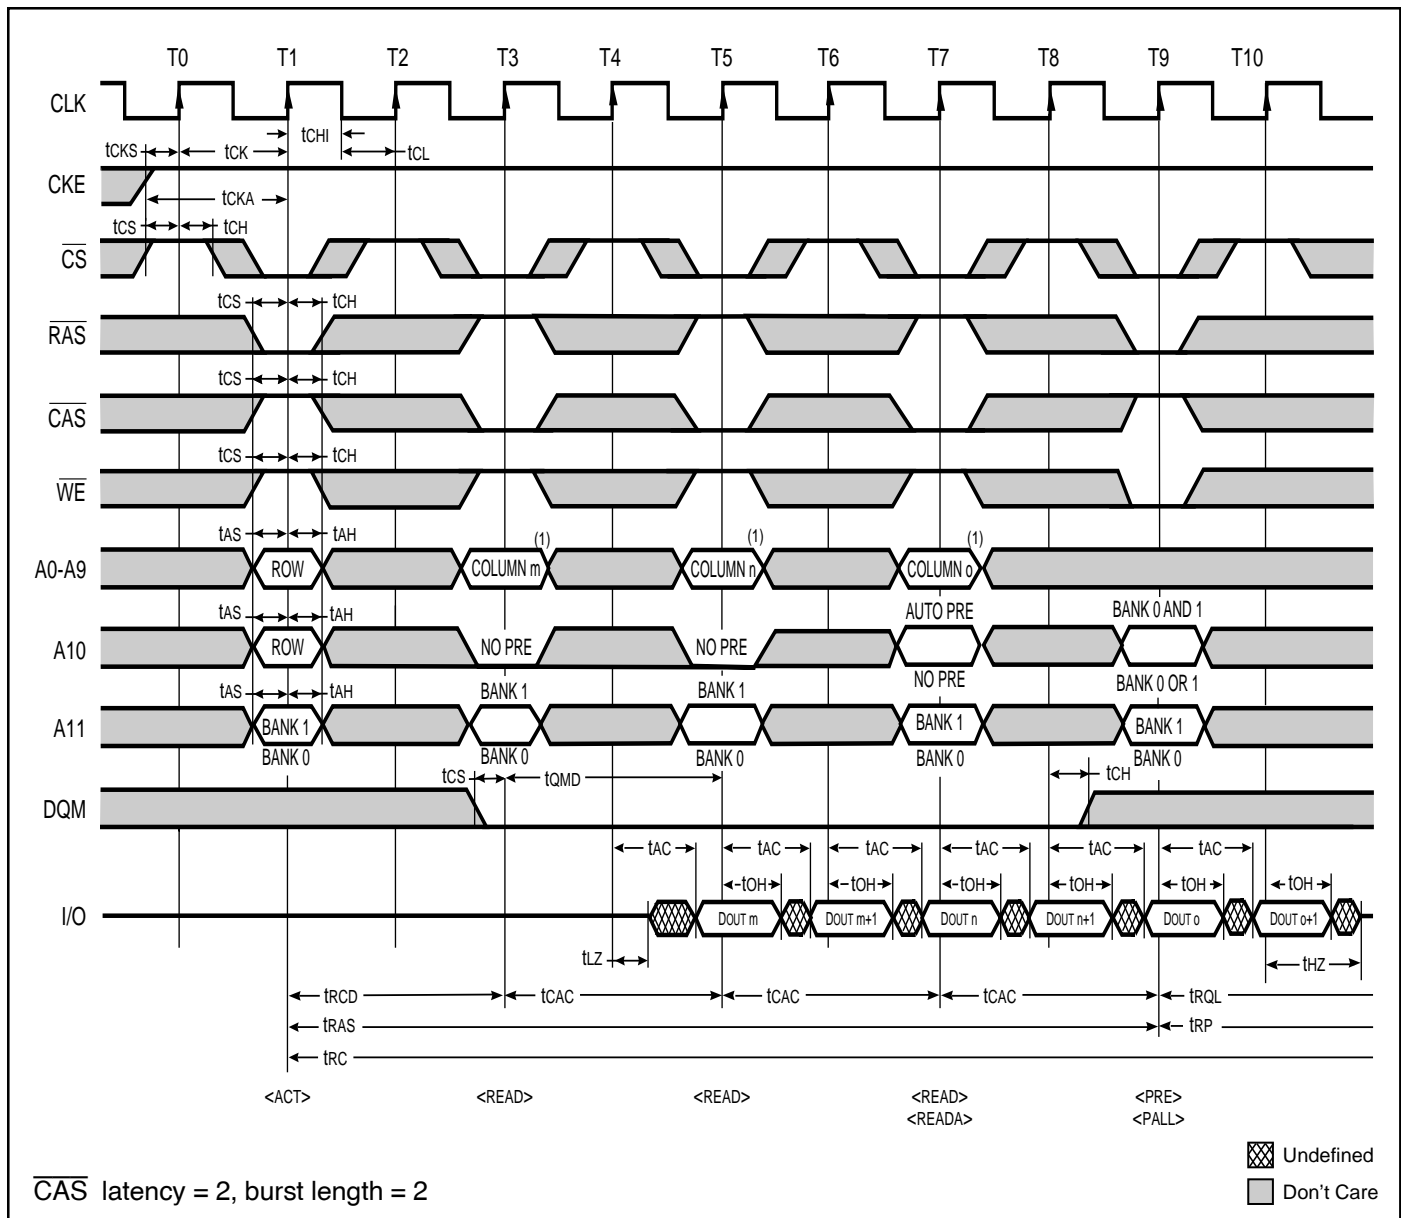 T0 T1 T2 T3 T4 T5 T6 T7 T8 T9 T10
CLK
tCHI
tCKS tCK tCL
CKE
tCKA
tCS tCH
CS
tCS tCH
RAS
tCS tCH
CAS
tCS tCH
WE
tAS tAH (1) (1) (1)
A0-A9 ROW COLUMN m COLUMN n COLUMN o
AUTO PRE BANK 0 AND 1
tAS tAH
A10 ROW NO PRE NO PRE
NO PRE BANK 0 OR 1
tAS tAH BANK 1 BANK 1
A11 BANK 1 BANK 1 BANK 1
BANK 0 BANK 0 BANK 0 BANK 0 BANK 0
tCS tQMD tCH
DQM
tAC tAC tAC tAC tAC tAC
tOH tOH tOH tOH tOH tOH
I/O DOUT m DOUT m+1 DOUT n DOUT n+1 DOUT o DOUT o+1
tLZ tHZ
tRCD tCAC tCAC tCAC tRQL
tRAS tRP
tRC
<ACT> <READ> <READ> <READ> <PRE>
<READA> <PALL>
Undefined
CAS latency = 2, burst length = 2
Don't Care